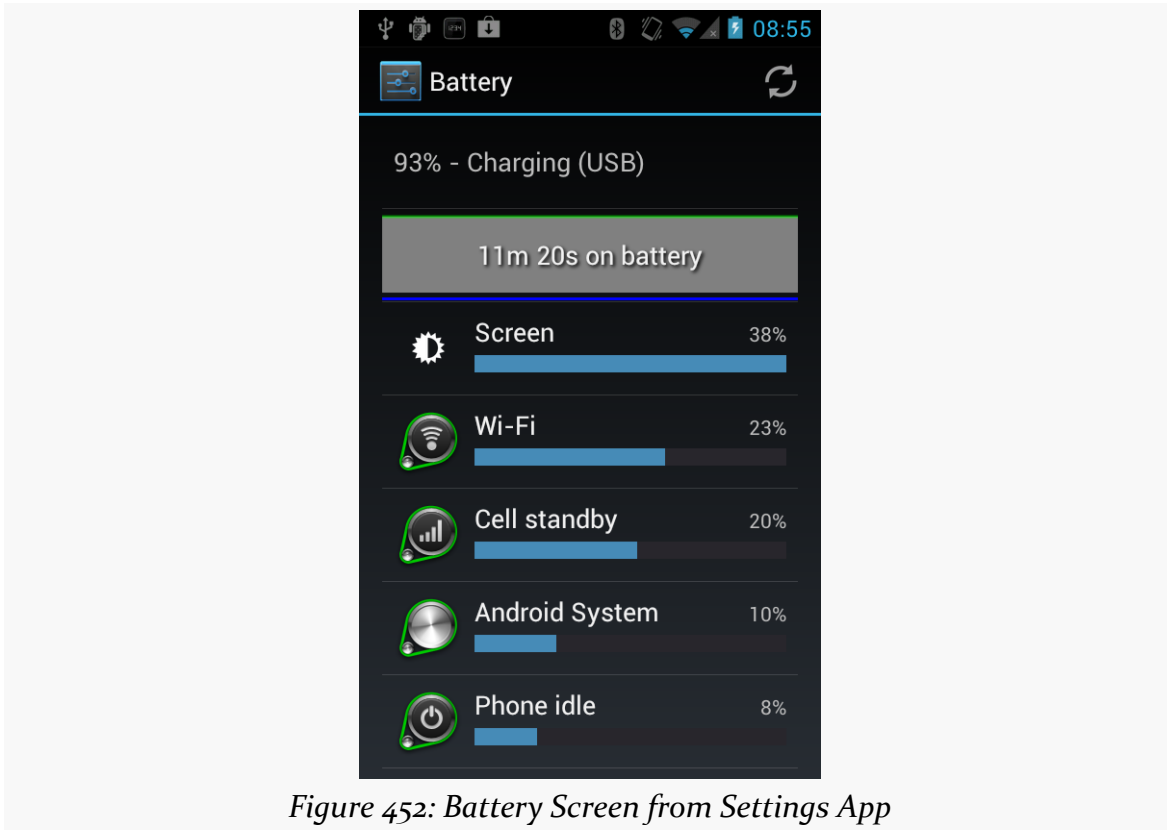 08:55
Battery
93% - Charging (USB)
11m 20s on battery
Screen 38%
Wi-Fi 23%
Cell standby 20%
Android System 10%
Phone idle 8%
Figure 452: Battery Screen from Settings App